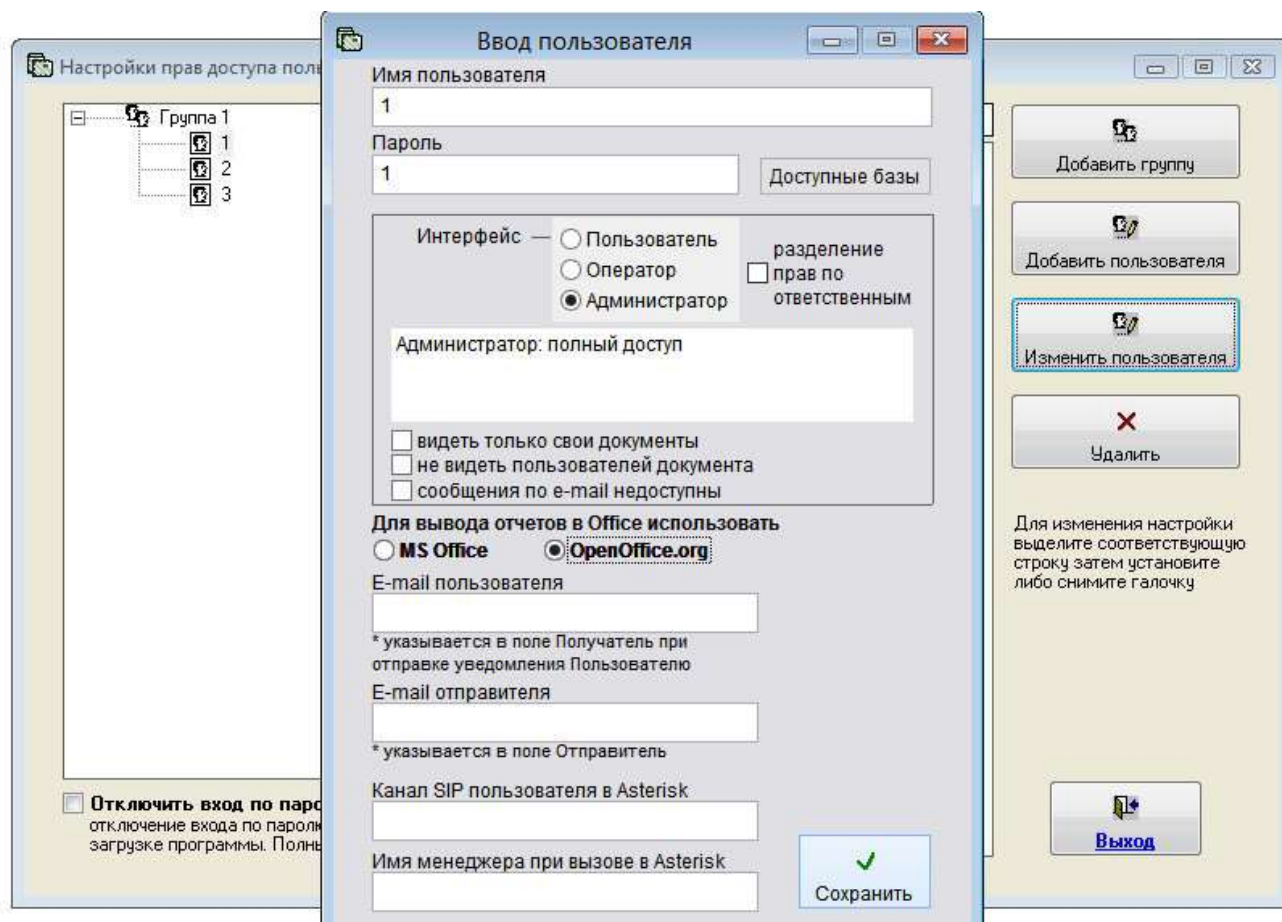 Ввод пользователя
Настройки прав доступа
Группа 1
1
2
3
Имя пользователя
1
Пароль
1
Доступные базы
Интерфейс
Пользователь
Оператор
Администратор
разделение
прав по
ответственным
Администратор: полный доступ
видеть только свои документы
не видеть пользователей документа
сообщения по e-mail недоступны
Для вывода отчетов в Office использовать
MS Office OpenOffice.org
E-mail пользователя
* указывается в поле Получатель при
отправке уведомления Пользователю
E-mail отправителя
* указывается в поле Отправитель
Канал SIP пользователя в Asterisk
Имя менеджера при вызове в Asterisk
Сохранить
Добавить группу
Добавить пользователя
Изменить пользователя
Удалить
Для изменения настройки
выделите соответствующую
строку затем установите
либо снимите галочку
Отключить вход по
отключение входа по
загрузке программы.
Выход